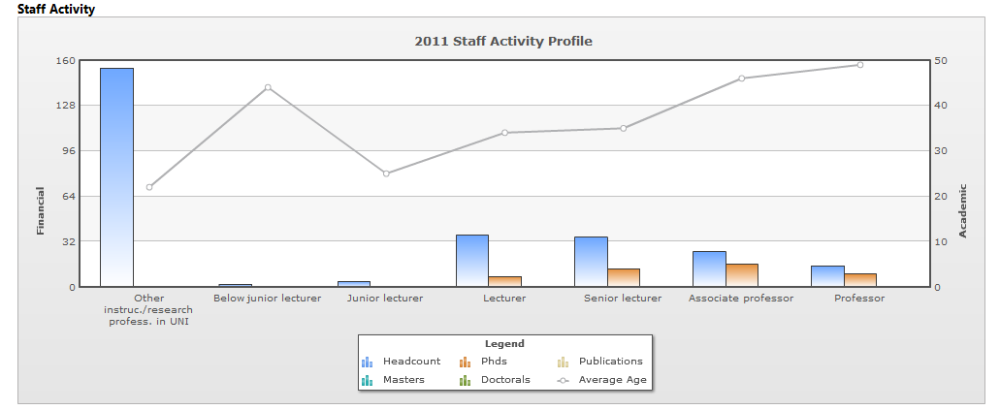 Staff Activity
2011 Staff Activity Profile
160
128
96
64
32
0
Financial
50
40
30
20
10
0
Academic
Other
instruc./research
profess. in UNI
Below junior lecturer
Junior lecturer
Lecturer
Senior lecturer
Associate professor
Professor
Legend
Headcount Phds Publications
Masters Doctorals Average Age